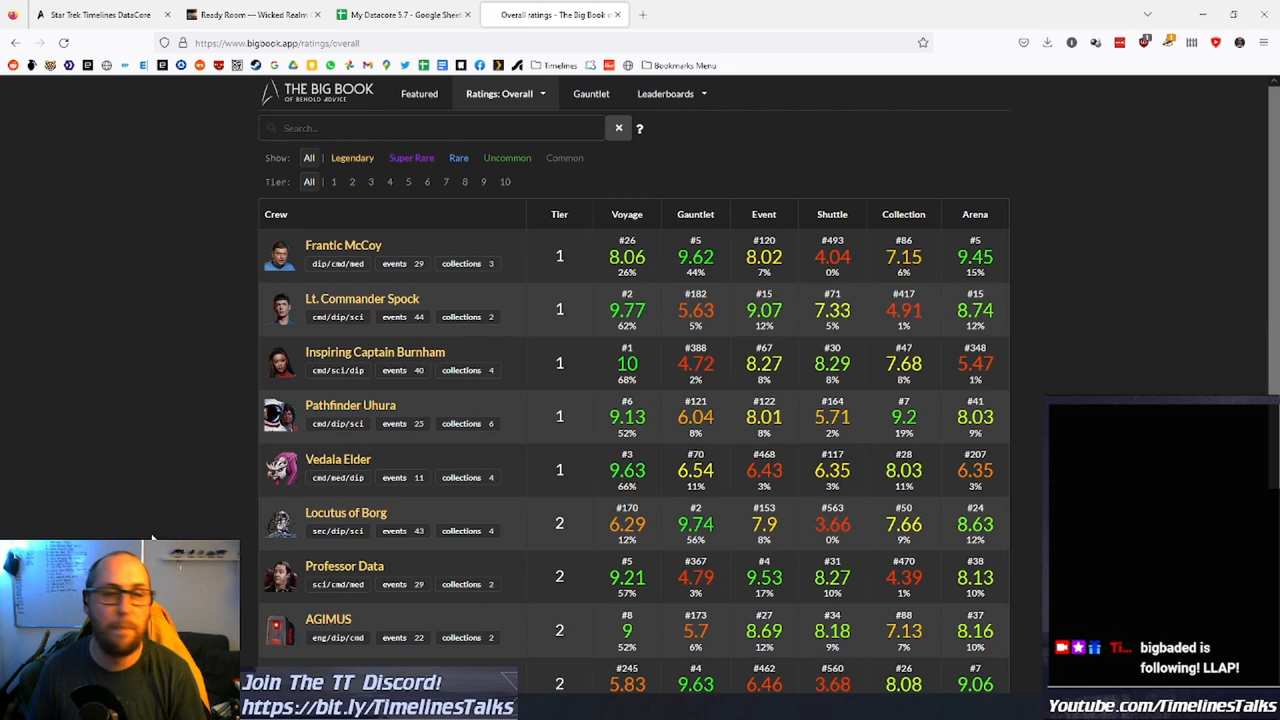 Star Trek Timelines DataCore
Ready Room — Wicked Realm
My Datacore 5.7 - Google Sheet
Overall ratings - The Big Book
https://www.bigbook.app/ratings/overall
Timelines
Bookmarks Menu
THE BIG BOOK
OF BEHOLD ADVICE
Featured
Ratings: Overall
Gauntlet
Leaderboards
Search...
?
Show: All | Legendary Super Rare Rare Uncommon Common
Tier: All | 1 2 3 4 5 6 7 8 9 10
Crew Tier Voyage Gauntlet Event Shuttle Collection Arena
#26 #5 #120 #493 #86 #5
Frantic McCoy 1 8.06 9.62 8.02 4.04 7.15 9.45
dip/cmd/med events 29 collections 3 26% 44% 7% 0% 6% 15%
#2 #182 #15 #71 #417 #15
Lt. Commander Spock 1 9.77 5.63 9.07 7.33 4.91 8.74
cmd/dip/sci events 44 collections 2 62% 5% 12% 5% 1% 12%
#1 #388 #67 #30 #47 #348
Inspiring Captain Burnham 1 10 4.72 8.27 8.29 7.68 5.47
cmd/sci/dip events 40 collections 4 68% 2% 8% 8% 8% 1%
#6 #121 #122 #164 #7 #41
Pathfinder Uhura 1 9.13 6.04 8.01 5.71 9.2 8.03
cmd/dip/sci events 25 collections 6 52% 8% 8% 2% 19% 9%
#3 #70 #468 #117 #28 #207
Vedala Elder 1 9.63 6.54 6.43 6.35 8.03 6.35
cmd/med/dip events 11 collections 4 66% 11% 3% 3% 11% 3%
#170 #2 #153 #563 #50 #24
Locutus of Borg 2 6.29 9.74 7.9 3.66 7.66 8.63
sec/dip/sci events 43 collections 4 12% 56% 8% 0% 9% 12%
#5 #367 #4 #31 #470 #38
Professor Data 2 9.21 4.79 9.53 8.27 4.39 8.13
sci/cmd/med events 29 collections 2 57% 3% 17% 10% 1% 10%
#8 #173 #27 #34 #88 #37
AGIMUS 2 9 5.7 8.69 8.18 7.13 8.16
eng/dip/cmd events 22 collections 2 52% 6% 12% 9% 7% 10%
#245 #4 #462 #560 #26 #7
2 5.83 9.63 6.46 3.68 8.08 9.06
Ti... bigbaded is
following! LLAP!
Join The TT Discord!
https://bit.ly/TimelinesTalks
Youtube.com/TimelinesTalks